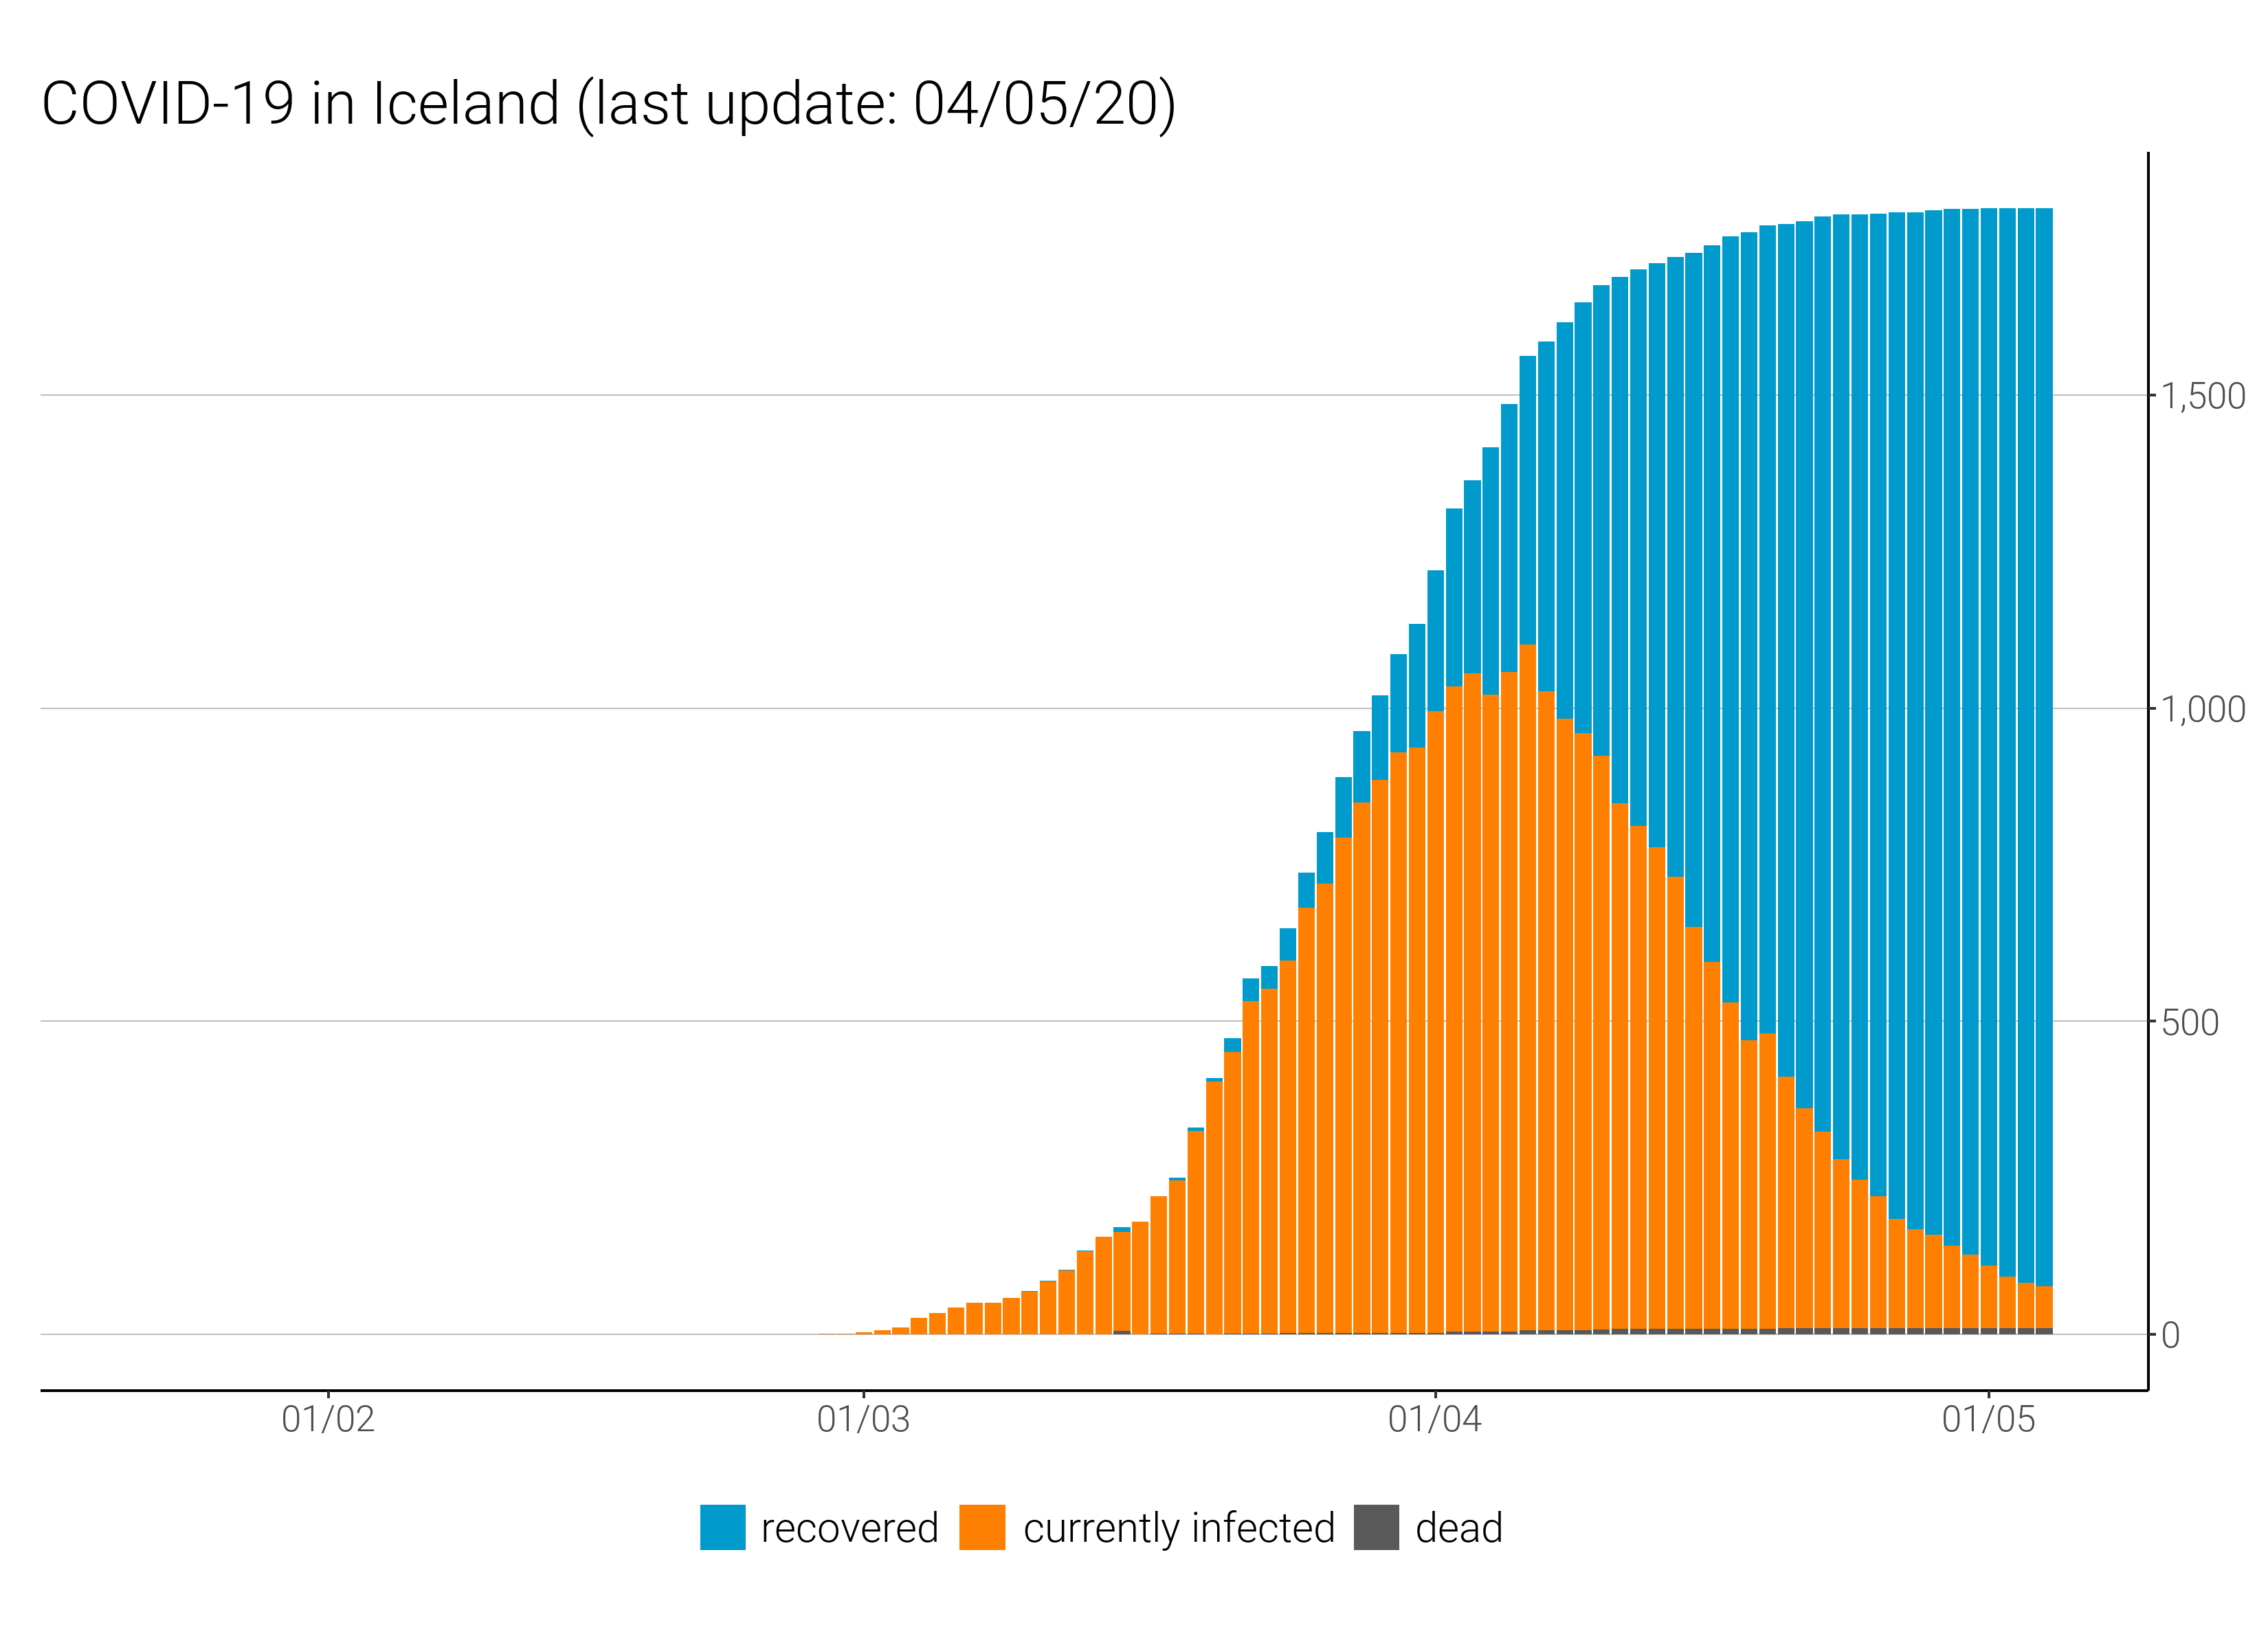 COVID-19 in Iceland (last update: 04/05/20)
1,500
1,000
500
0
01/02 01/03 01/04 01/05
recovered currently infected dead